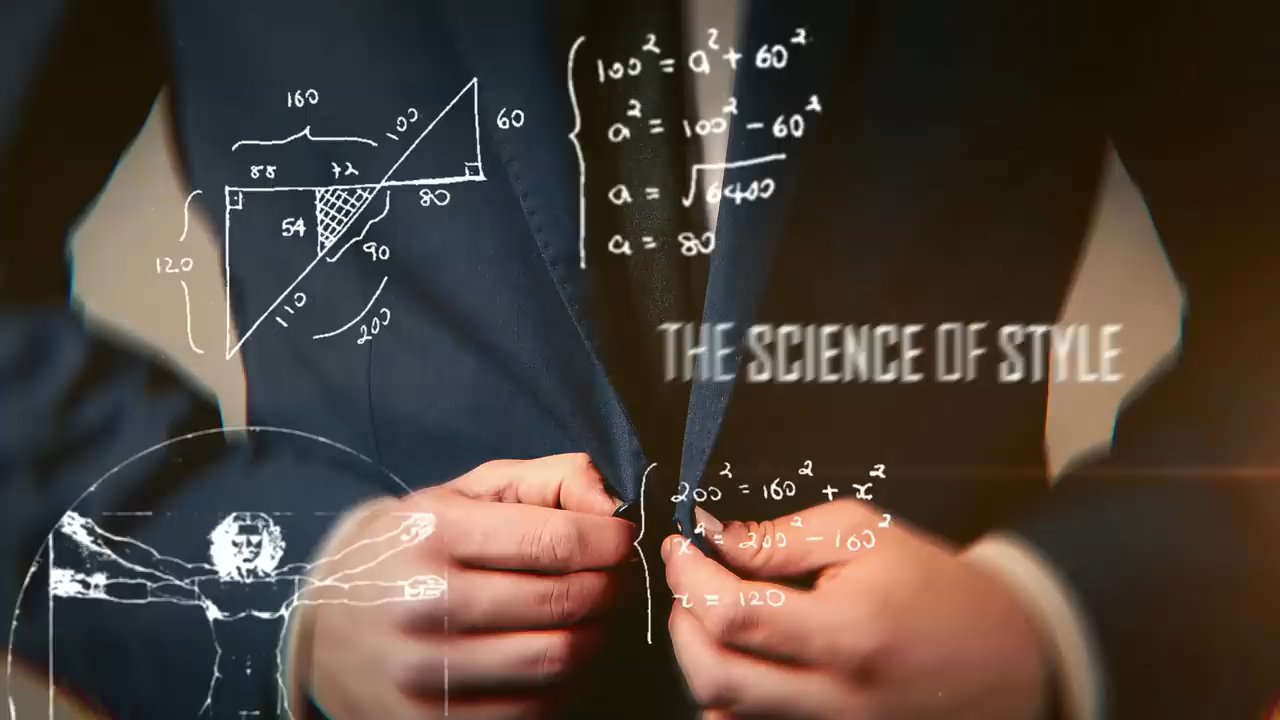 160
100
60
88
72
80
54
90
120
110
200
100² = a² + 60²
a² = 100² - 60²
a = √6400
a = 80
THE SCIENCE OF STYLE
200² = 160² + x²
x² = 200² - 160²
x = 120